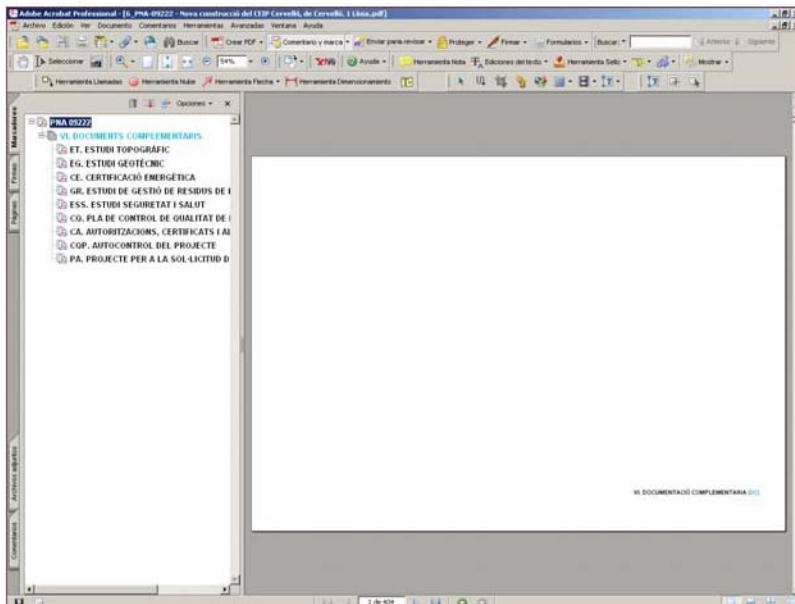 Adobe Acrobat Professional - [6_PNA-09222 - Nova construcció del CEIP Cervelló, de Cervelló. 1 Línia.pdf]
Archivo Edición Ver Documento Comentarios Herramientas Avanzadas Ventana Ayuda
Buscar Crear PDF Comentario y marca Enviar para revisar Proteger Firmar Formularios Buscar: Anterior Siguiente
Seleccionar 54% Ayuda Herramienta Nota Ediciones del texto Herramienta Sello Mostrar
Herramienta Llamadas Herramienta Nube Herramienta Flecha Herramienta Dimensionamiento
Opciones
Marcadores
Firmas
Páginas
Archivos adjuntos
Comentarios
PNA 09222
VI. DOCUMENTS COMPLEMENTARIS
ET. ESTUDI TOPOGRÀFIC
EG. ESTUDI GEOTÈCNIC
CE. CERTIFICACIÓ ENERGÈTICA
GR. ESTUDI DE GESTIÓ DE RESIDUS DE
ESS. ESTUDI SEGURETAT I SALUT
CQ. PLA DE CONTROL DE QUALITAT DE
CA. AUTORITZACIONS, CERTIFICATS I
CQP. AUTOCONTROL DEL PROJECTE
PA. PROJECTE PER A LA SOL·LICITUD D
VI. DOCUMENTACIÓ COMPLEMENTARIA
1 de 404